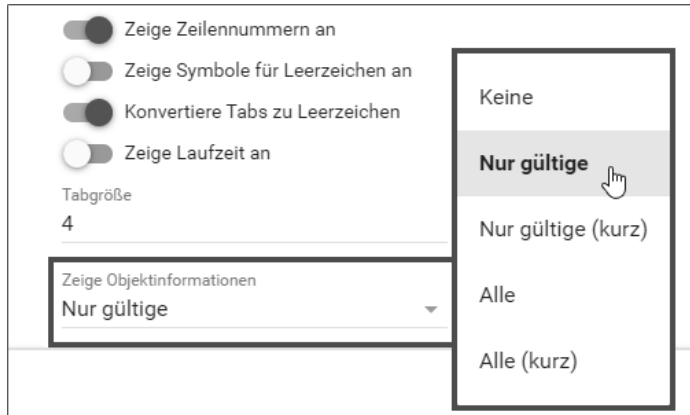 Zeige Zeilennummern an
Zeige Symbole für Leerzeichen an
Konvertiere Tabs zu Leerzeichen
Zeige Laufzeit an
Tabgröße
4
Zeige Objektinformationen
Nur gültige
Keine
Nur gültige
Nur gültige (kurz)
Alle
Alle (kurz)